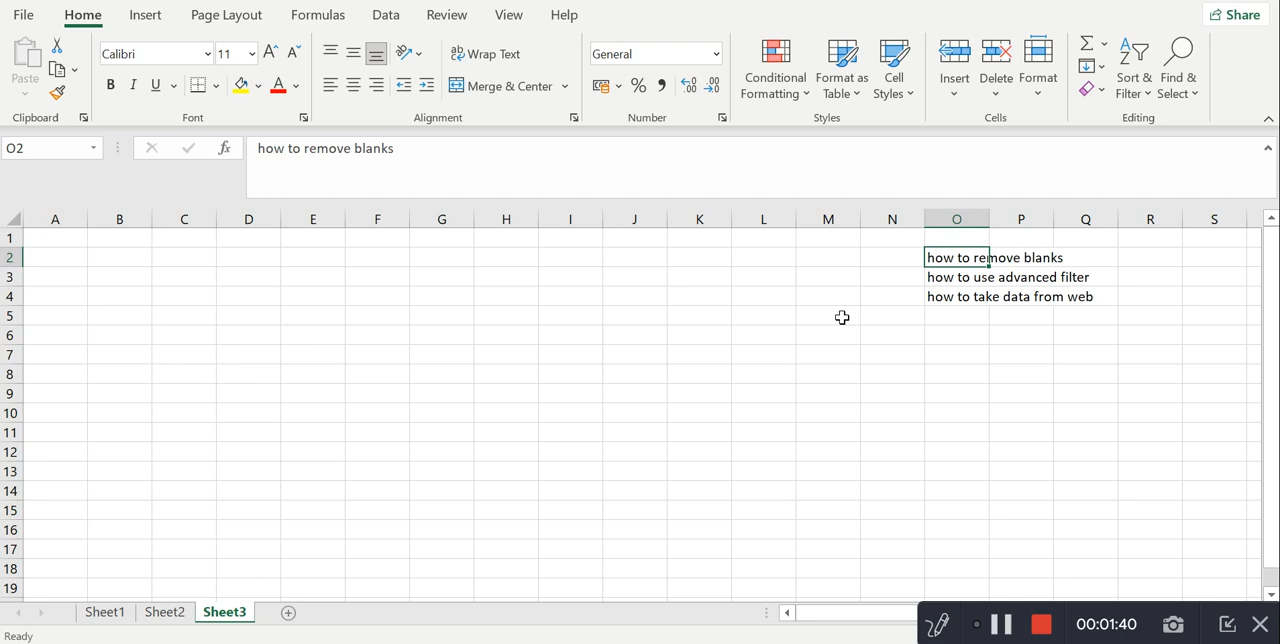 File Home Insert Page Layout Formulas Data Review View Help Share
Calibri 11 Wrap Text General
Paste B I U Merge & Center % , Conditional Formatting Format as Table Cell Styles Insert Delete Format Sort & Filter Find & Select
Clipboard Font Alignment Number Styles Cells Editing
O2 fx how to remove blanks
A B C D E F G H I J K L M N O P Q R S
1
2 how to remove blanks
3 how to use advanced filter
4 how to take data from web
5
6
7
8
9
10
11
12
13
14
15
16
17
18
19
Sheet1 Sheet2 Sheet3
00:01:40
Ready